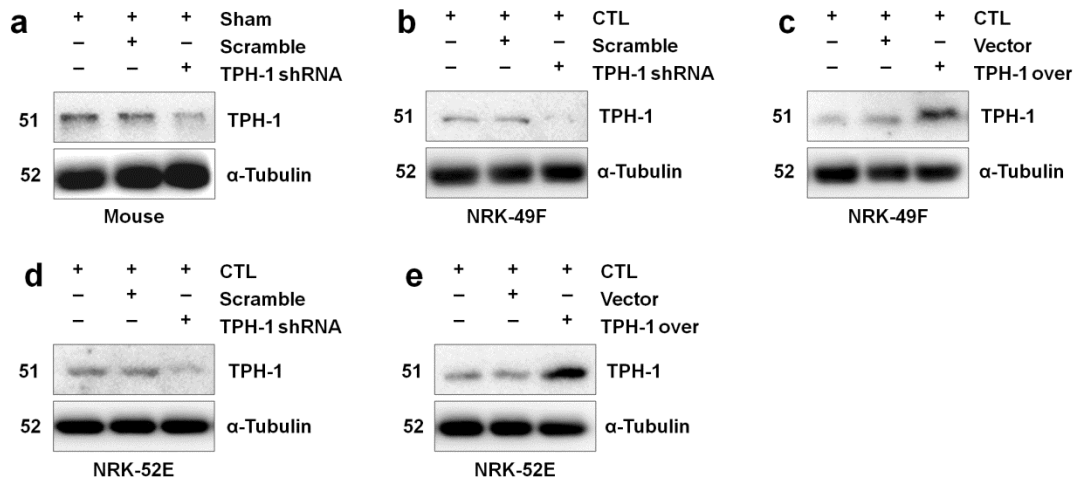 a + + + Sham
– + – Scramble
– – + TPH-1 shRNA
51 TPH-1
52 α-Tubulin
Mouse
b + + + CTL
– + – Scramble
– – + TPH-1 shRNA
51 TPH-1
52 α-Tubulin
NRK-49F
c + + + CTL
– + – Vector
– – + TPH-1 over
51 TPH-1
52 α-Tubulin
NRK-49F
d + + + CTL
– + – Scramble
– – + TPH-1 shRNA
51 TPH-1
52 α-Tubulin
NRK-52E
e + + + CTL
– + – Vector
– – + TPH-1 over
51 TPH-1
52 α-Tubulin
NRK-52E